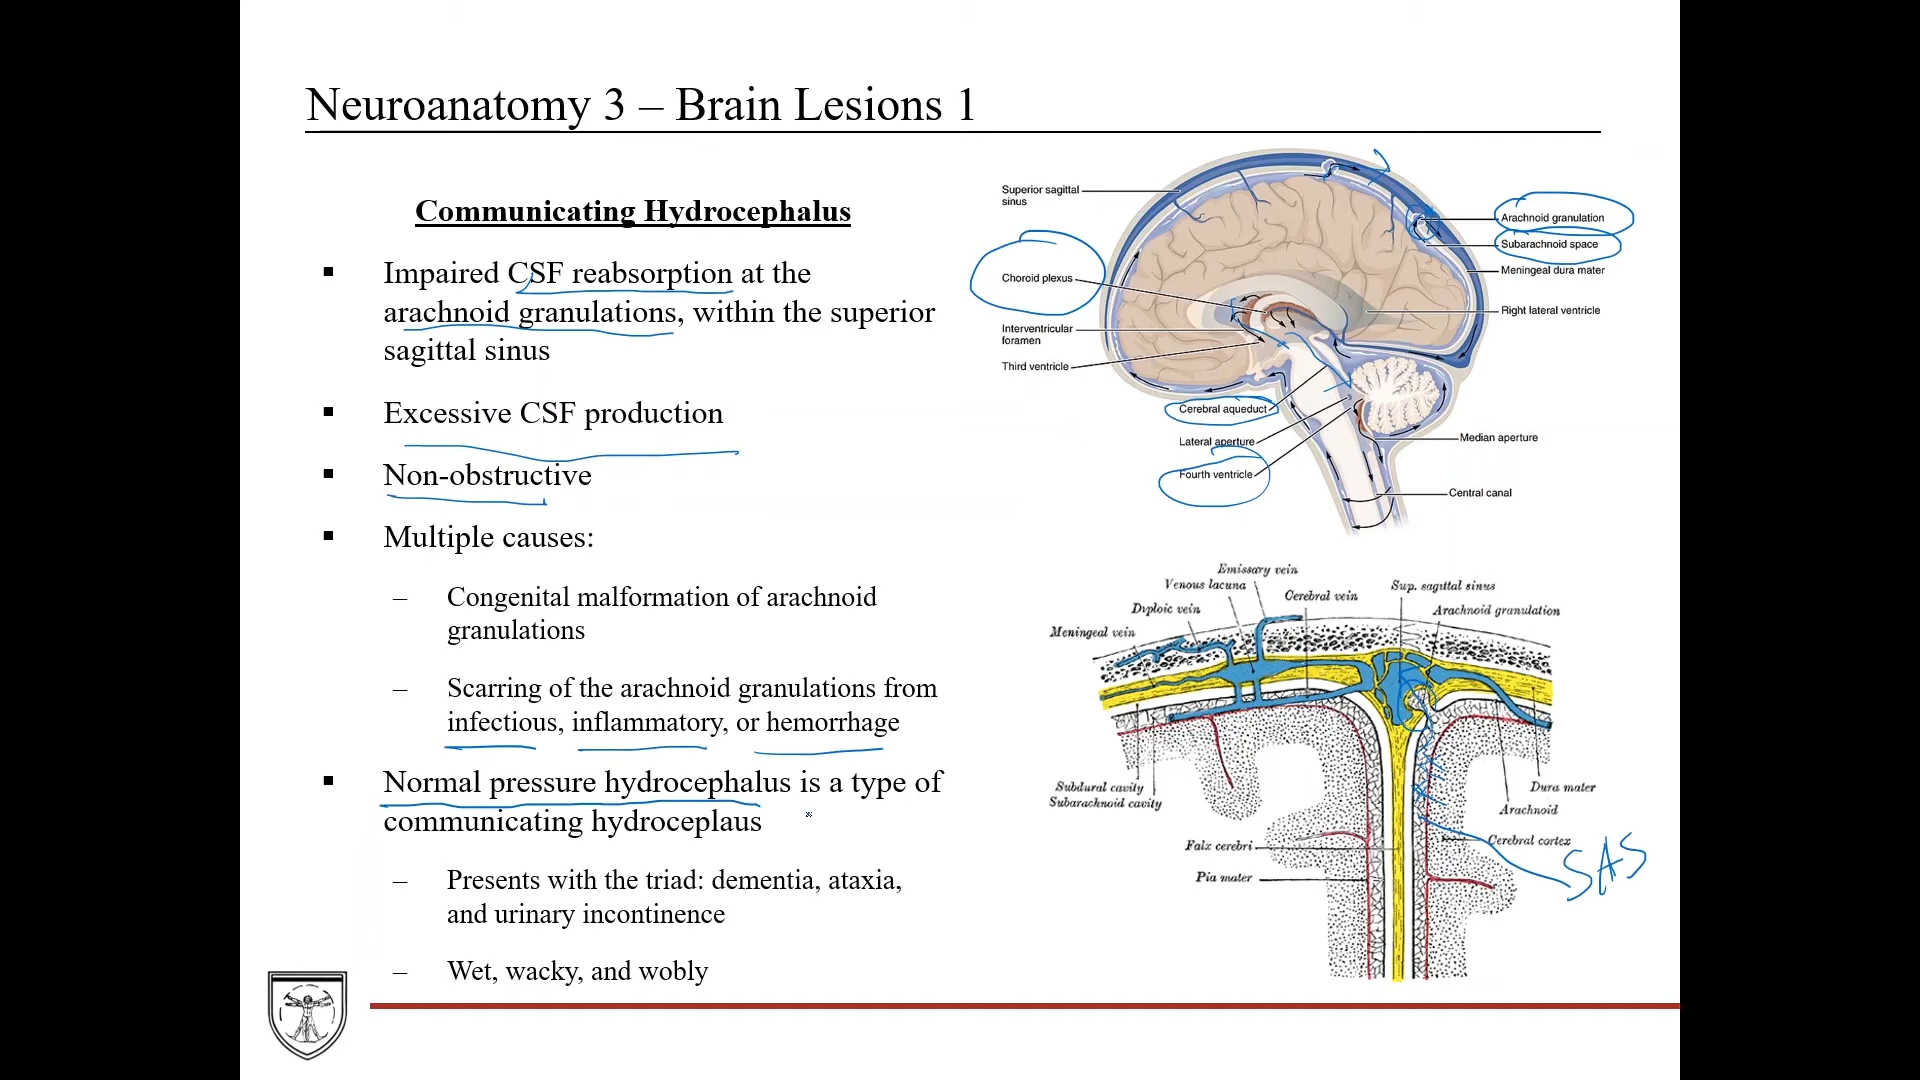 Neuroanatomy 3 – Brain Lesions 1
Communicating Hydrocephalus
▪ Impaired CSF reabsorption at the
arachnoid granulations, within the superior
sagittal sinus
▪ Excessive CSF production
▪ Non-obstructive
▪ Multiple causes:
– Congenital malformation of arachnoid
granulations
– Scarring of the arachnoid granulations from
infectious, inflammatory, or hemorrhage
▪ Normal pressure hydrocephalus is a type of
communicating hydroceplaus
– Presents with the triad: dementia, ataxia,
and urinary incontinence
– Wet, wacky, and wobly
Superior sagittal
sinus
Choroid plexus
Interventricular
foramen
Third ventricle
Cerebral aqueduct
Lateral aperture
Fourth ventricle
Arachnoid granulation
Subarachnoid space
Meningeal dura mater
Right lateral ventricle
Median aperture
Central canal
Emissary vein
Venous lacuna
Cerebral vein
Sup. sagittal sinus
Diploic vein
Arachnoid granulation
Meningeal vein
Subdural cavity
Subarachnoid cavity
Dura mater
Arachnoid
Falx cerebri
Cerebral cortex
Pia mater
SAS